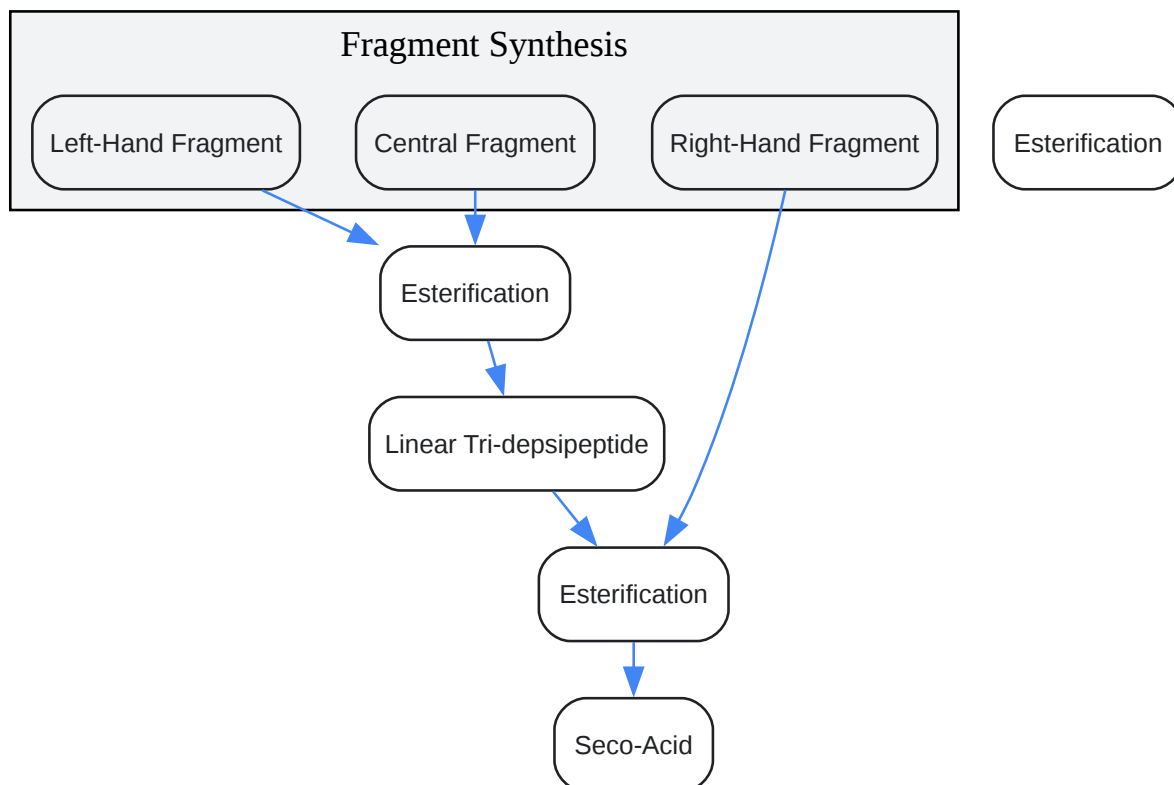 Fragment Synthesis
Left-Hand Fragment
Central Fragment
Right-Hand Fragment
Esterification
Esterification
Linear Tri-depsipeptide
Esterification
Seco-Acid